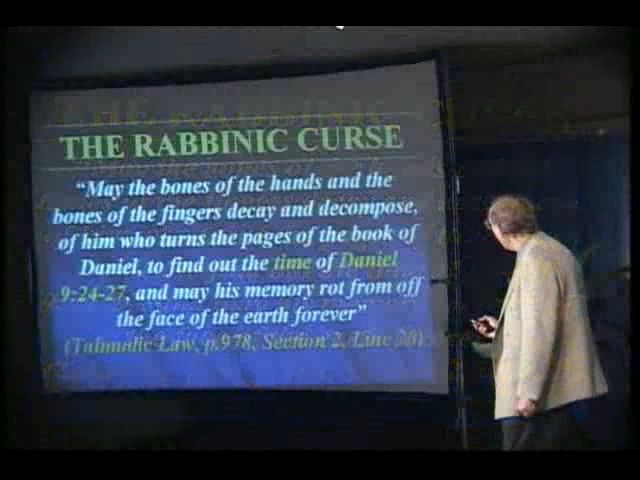 THE RABBINIC CURSE
“May the bones of the hands and the
bones of the fingers decay and decompose,
of him who turns the pages of the book of
Daniel, to find out the time of Daniel
9:24-27, and may his memory rot from off
the face of the earth forever”
(Talmudic Law, p.978, Section 2, Line 28)